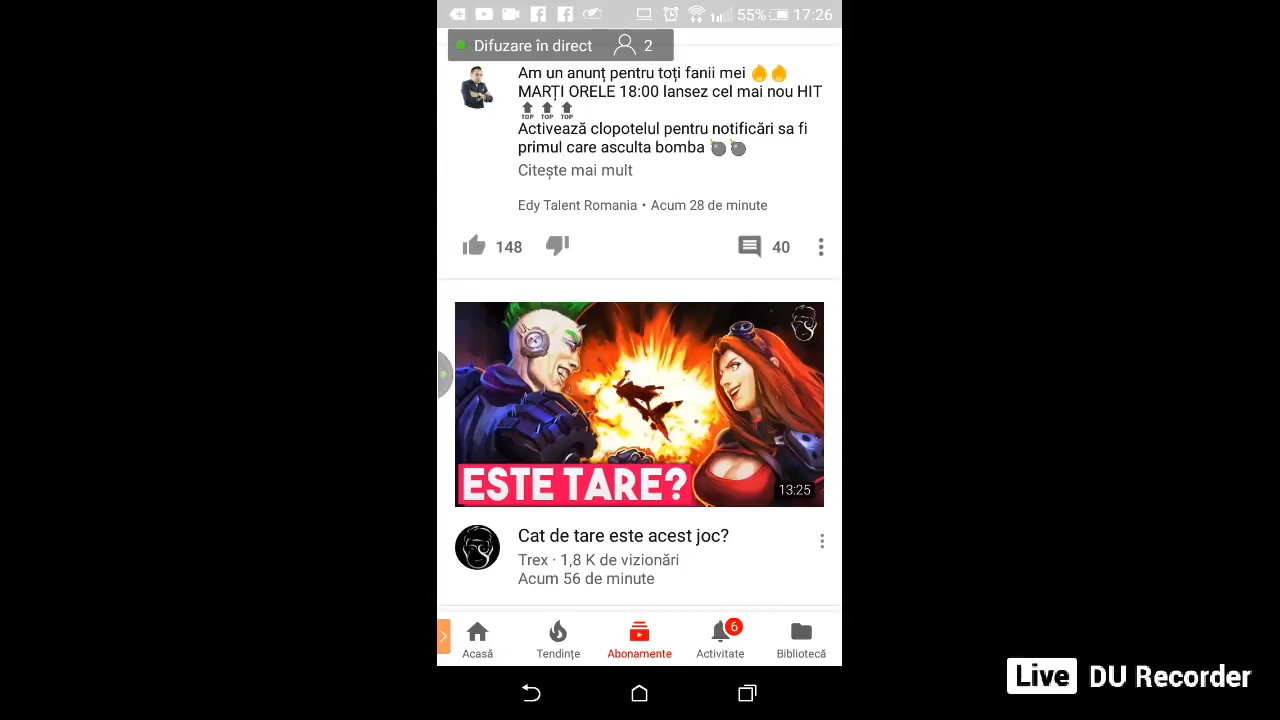 55% 17:26
Difuzare în direct 2
Am un anunț pentru toți fanii mei
MARȚI ORELE 18:00 lansez cel mai nou HIT
TOP TOP TOP
Activează clopotelul pentru notificări sa fi
primul care asculta bomba
Citește mai mult
Edy Talent Romania • Acum 28 de minute
148 40
ESTE TARE?
13:25
Cat de tare este acest joc?
Trex · 1,8 K de vizionări
Acum 56 de minute
6
Acasă Tendințe Abonamente Activitate Bibliotecă
Live DU Recorder